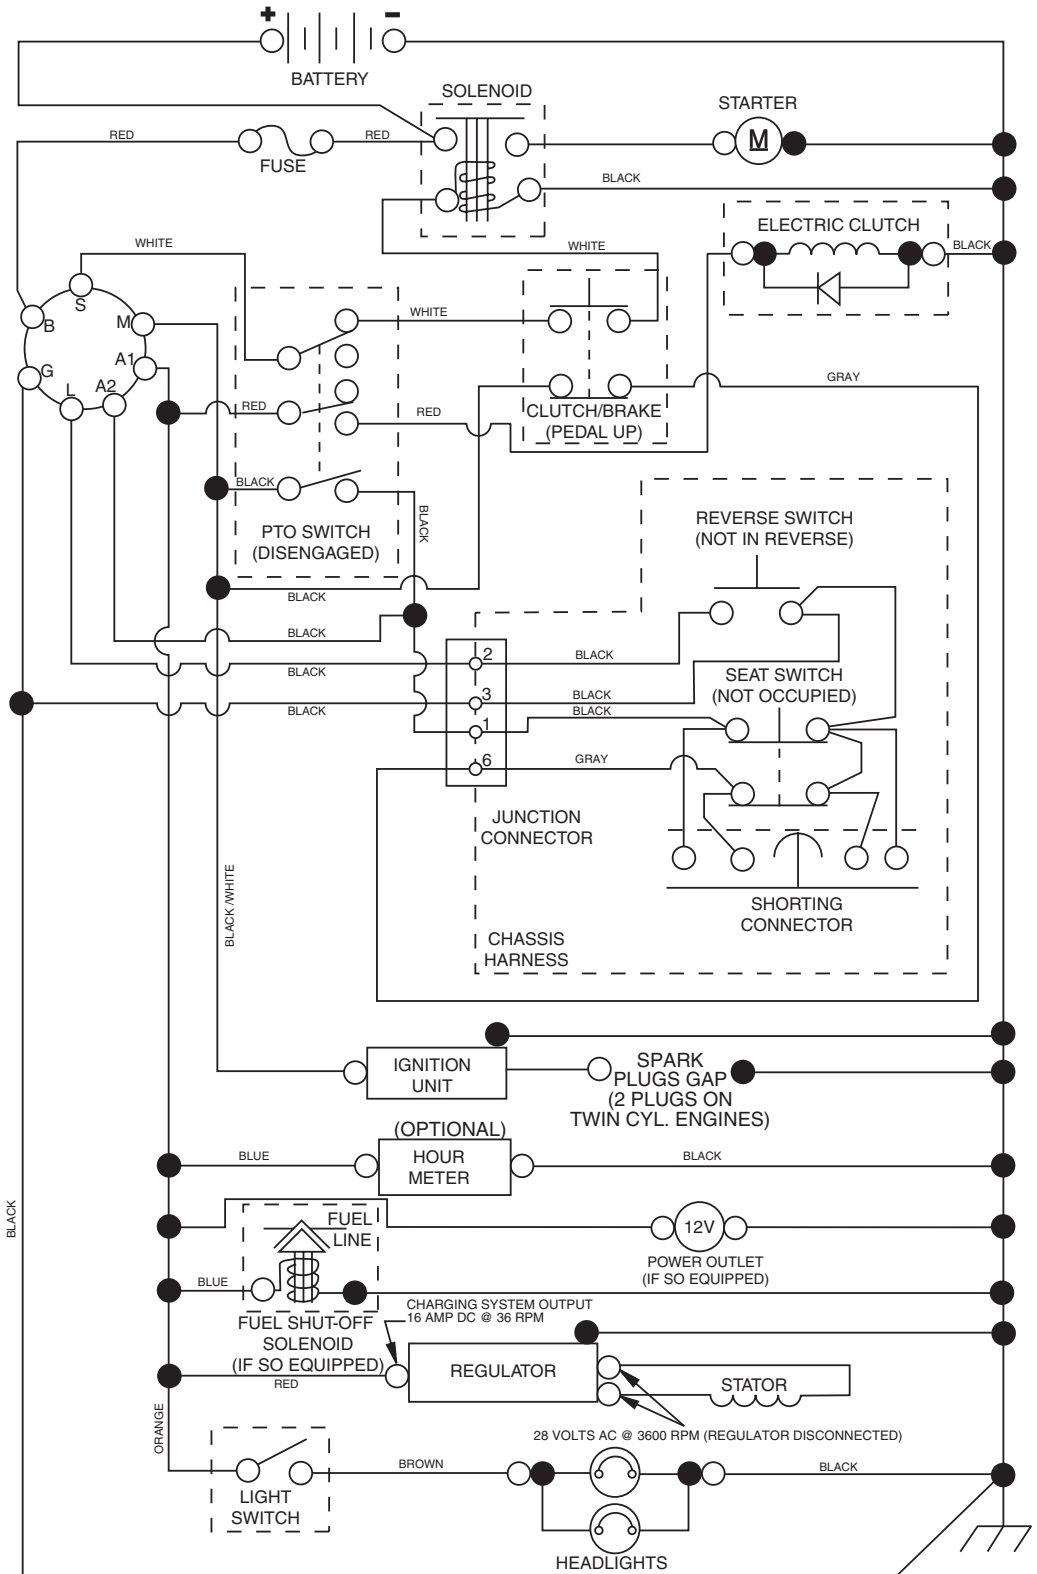 + −
BATTERY
SOLENOID
STARTER
RED
FUSE
RED
M
BLACK
ELECTRIC CLUTCH
BLACK
WHITE
WHITE
S
B
M
WHITE
A1
G
A2
L
GRAY
RED
RED
CLUTCH/BRAKE
(PEDAL UP)
BLACK
BLACK
PTO SWITCH
(DISENGAGED)
REVERSE SWITCH
(NOT IN REVERSE)
BLACK
BLACK
BLACK
2
BLACK
SEAT SWITCH
(NOT OCCUPIED)
3
BLACK
BLACK
1
BLACK
6
GRAY
JUNCTION
CONNECTOR
BLACK /WHITE
SHORTING
CONNECTOR
CHASSIS
HARNESS
IGNITION
UNIT
SPARK
PLUGS GAP
(2 PLUGS ON
TWIN CYL. ENGINES)
(OPTIONAL)
HOUR
METER
BLUE
BLACK
BLACK
FUEL
LINE
12V
POWER OUTLET
(IF SO EQUIPPED)
BLUE
CHARGING SYSTEM OUTPUT
16 AMP DC @ 36 RPM
FUEL SHUT-OFF
SOLENOID
(IF SO EQUIPPED)
RED
REGULATOR
STATOR
28 VOLTS AC @ 3600 RPM (REGULATOR DISCONNECTED)
ORANGE
BROWN
BLACK
LIGHT
SWITCH
HEADLIGHTS